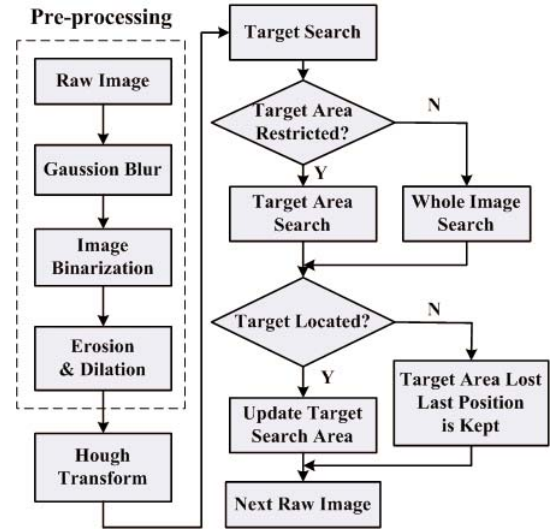 Pre-processing
Raw Image
Gaussion Blur
Image
Binarization
Erosion
& Dilation
Hough
Transform
Target Search
Target Area
Restricted?
N
Y
Target Area
Search
Whole Image
Search
Target Located?
N
Y
Update Target
Search Area
Target Area Lost
Last Position
is Kept
Next Raw Image